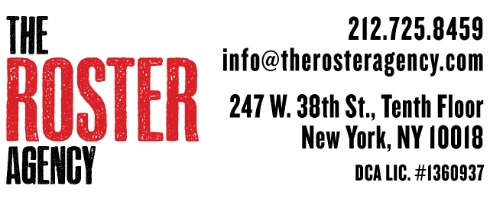 THE
ROSTER
AGENCY
212.725.8459
info@therosteragency.com
247 W. 38th St., Tenth Floor
New York, NY 10018
DCA LIC. #1360937